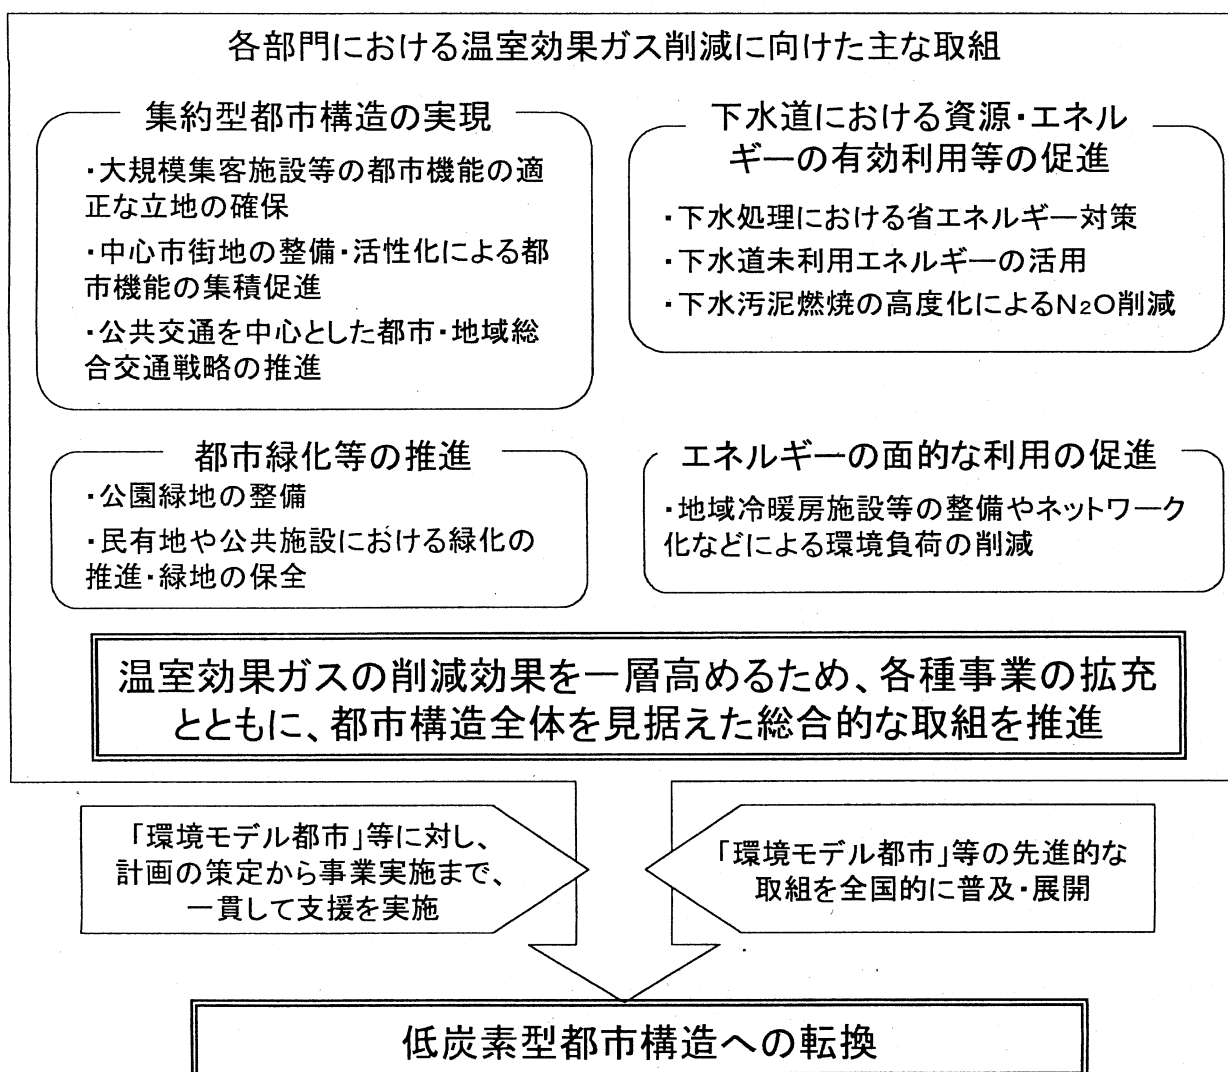 各部門における温室効果ガス削減に向けた主な取組
集約型都市構造の実現
・大規模集客施設等の都市機能の適
正な立地の確保
・中心市街地の整備・活性化による都
市機能の集積促進
・公共交通を中心とした都市・地域総
合交通戦略の推進
下水道における資源・エネル
ギーの有効利用等の促進
・下水処理における省エネルギー対策
・下水道未利用エネルギーの活用
・下水汚泥燃焼の高度化によるN₂O削減
都市緑化等の推進
・公園緑地の整備
・民有地や公共施設における緑化の
推進・緑地の保全
エネルギーの面的な利用の促進
・地域冷暖房施設等の整備やネットワーク
化などによる環境負荷の削減
温室効果ガスの削減効果を一層高めるため、各種事業の拡充
とともに、都市構造全体を見据えた総合的な取組を推進
「環境モデル都市」等に対し、
計画の策定から事業実施まで、
一貫して支援を実施
「環境モデル都市」等の先進的な
取組を全国的に普及・展開
低炭素型都市構造への転換